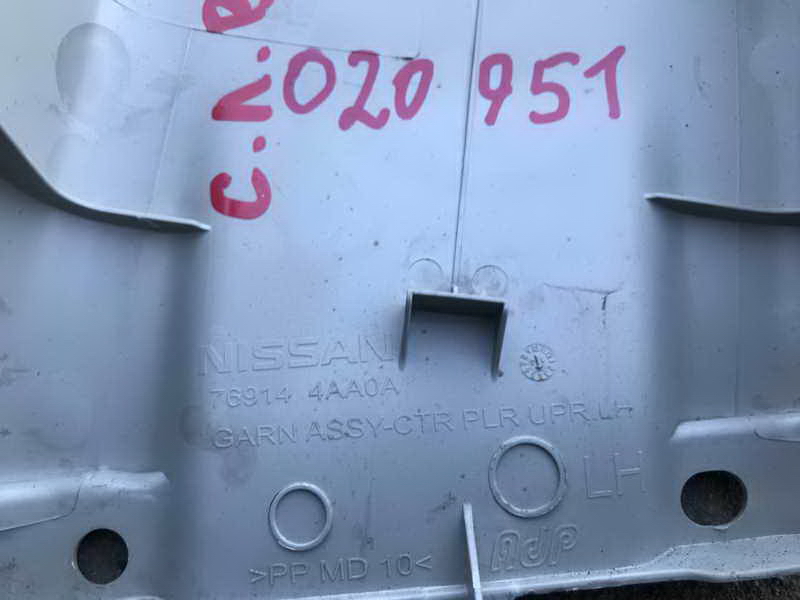 020 951
NISSAN
76914 4AA0A
GARN ASSY-CTR PLR UPR.LH
LH
>PP MD 10<